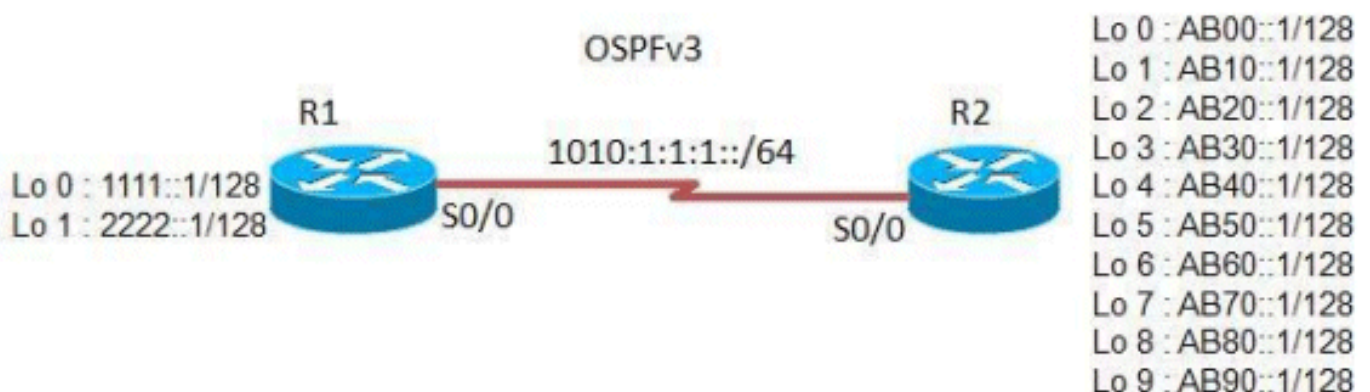 OSPFv3
R1
R2
1010:1:1:1::/64
Lo 0 : 1111::1/128
Lo 1 : 2222::1/128
S0/0
S0/0
Lo 0 : AB00::1/128
Lo 1 : AB10::1/128
Lo 2 : AB20::1/128
Lo 3 : AB30::1/128
Lo 4 : AB40::1/128
Lo 5 : AB50::1/128
Lo 6 : AB60::1/128
Lo 7 : AB70::1/128
Lo 8 : AB80::1/128
Lo 9 : AB90::1/128